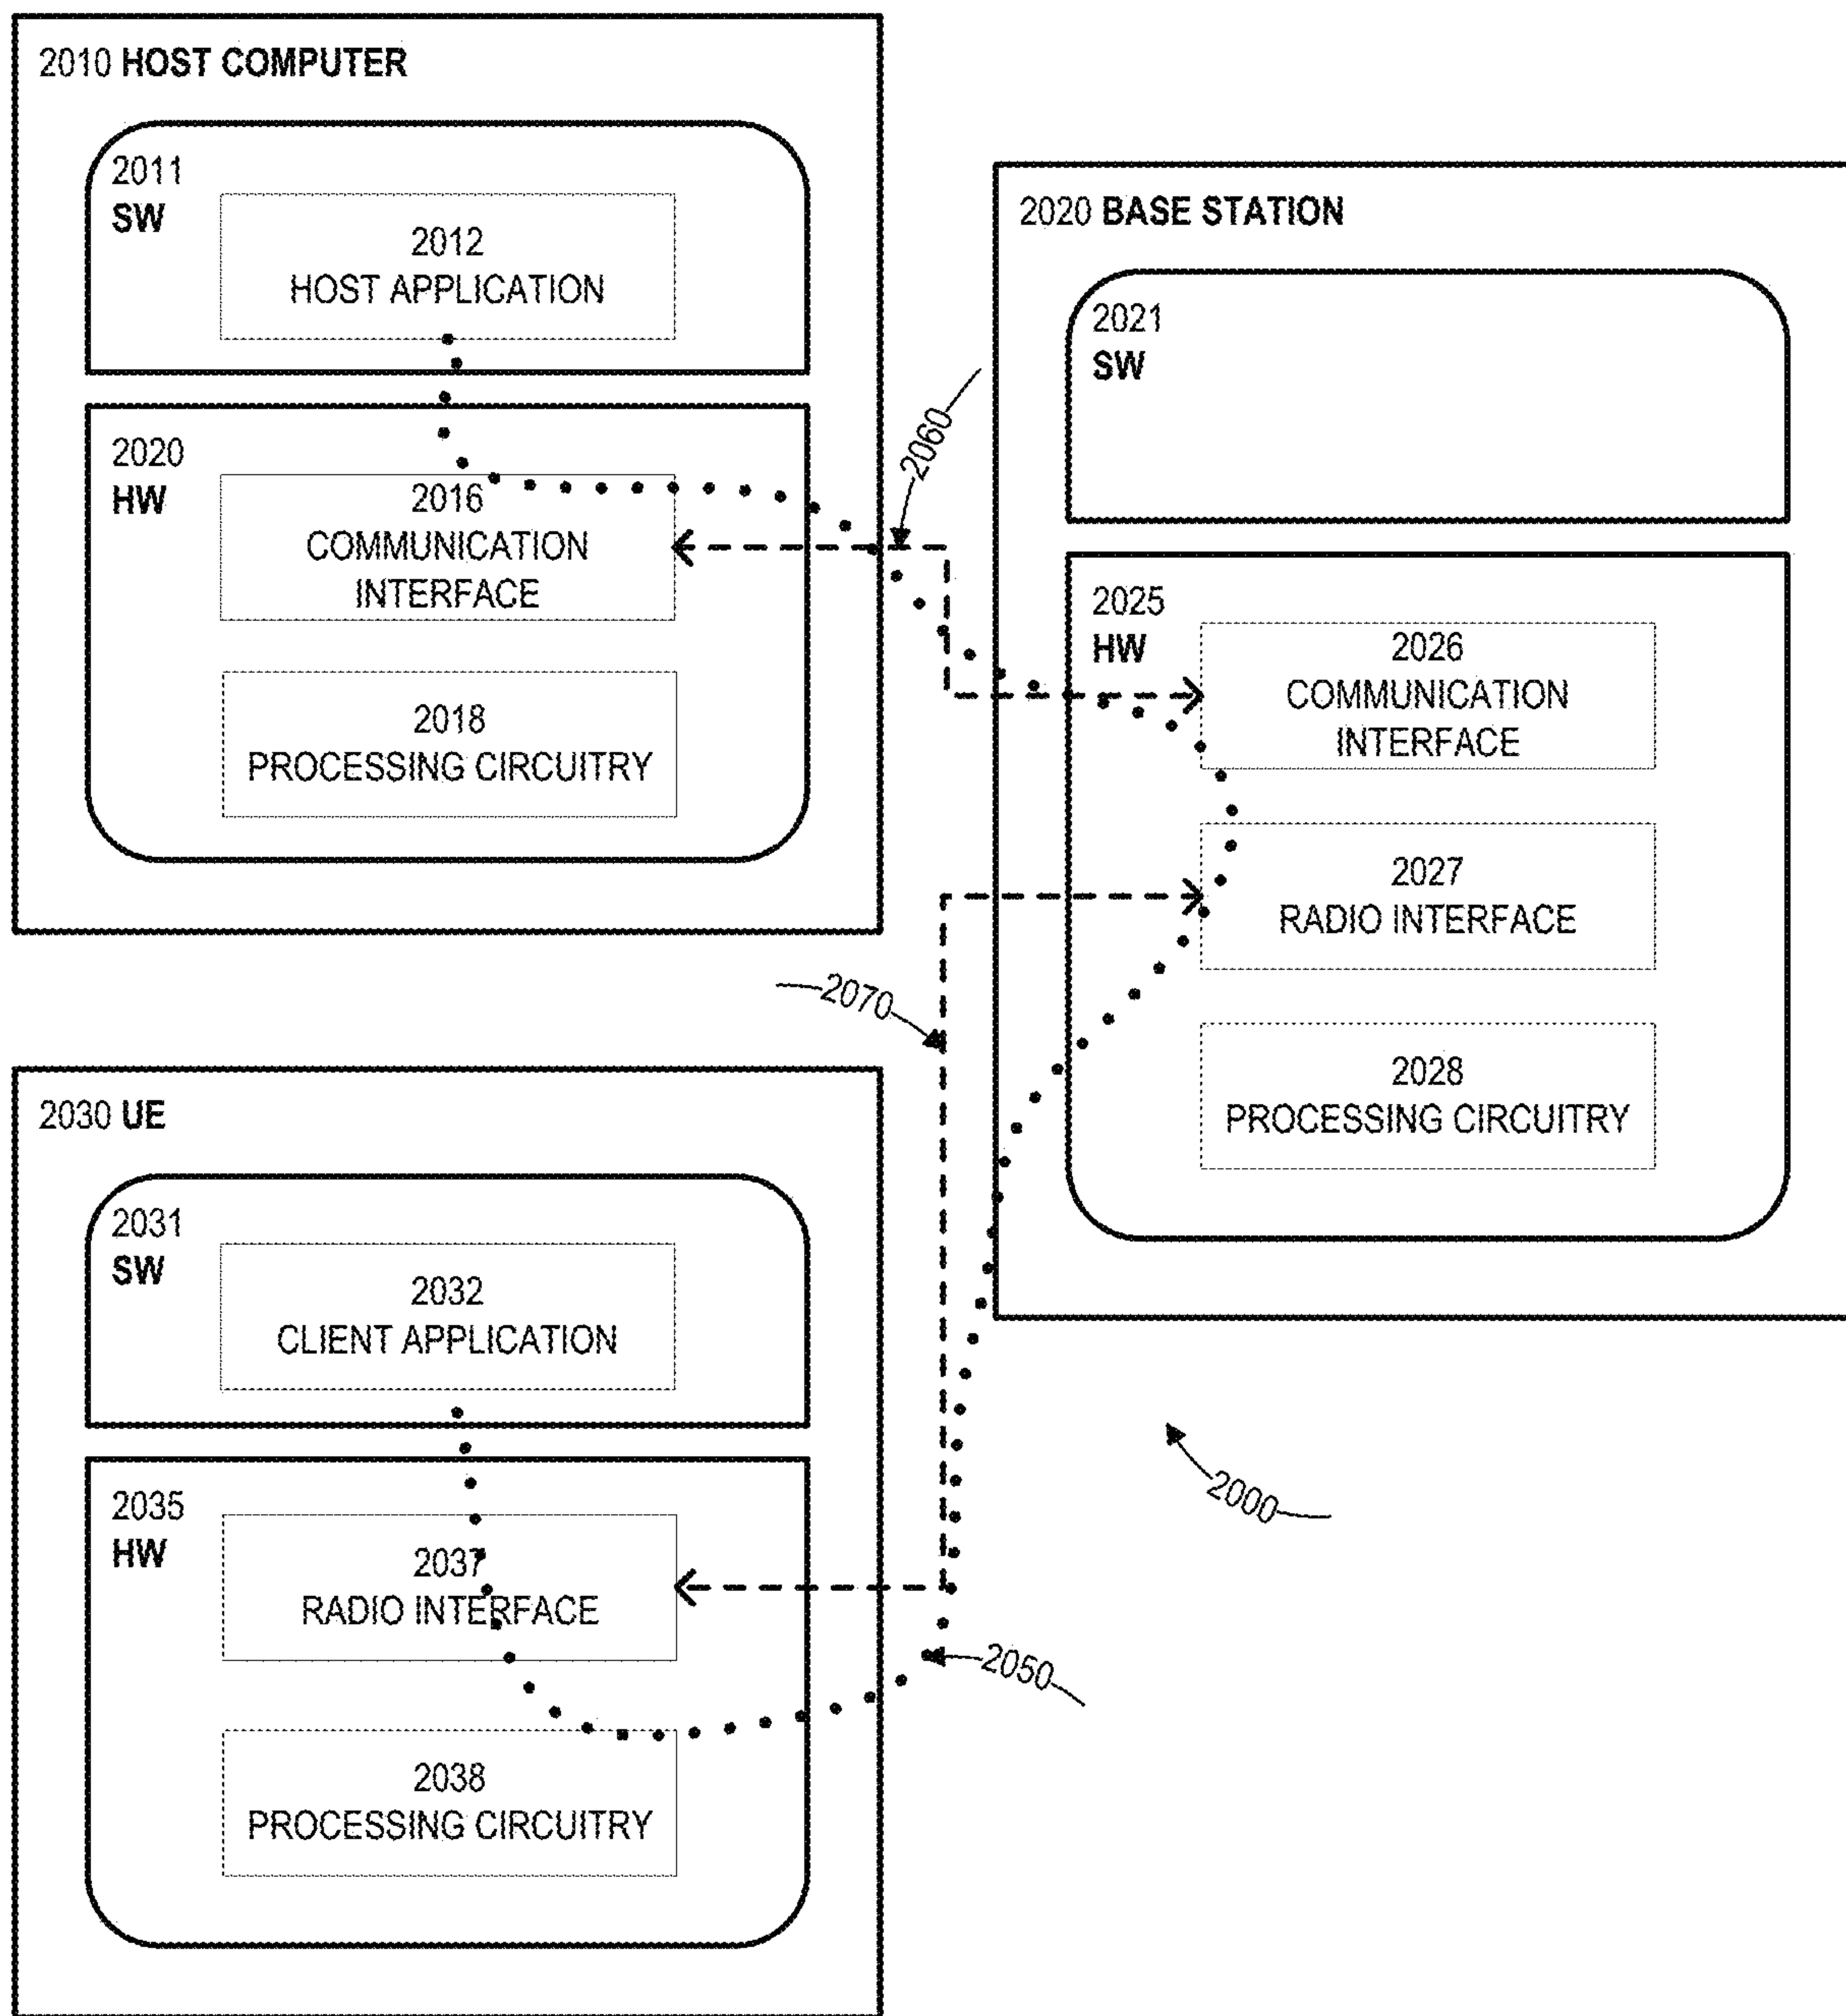 2010 HOST COMPUTER
2011
SW
2012
HOST APPLICATION
2020
HW
2016
COMMUNICATION
INTERFACE
2018
PROCESSING CIRCUITRY
2060
2020 BASE STATION
2021
SW
2025
HW
2026
COMMUNICATION
INTERFACE
2027
RADIO INTERFACE
2028
PROCESSING CIRCUITRY
2070
2030 UE
2031
SW
2032
CLIENT APPLICATION
2035
HW
2037
RADIO INTERFACE
2038
PROCESSING CIRCUITRY
2050
2000